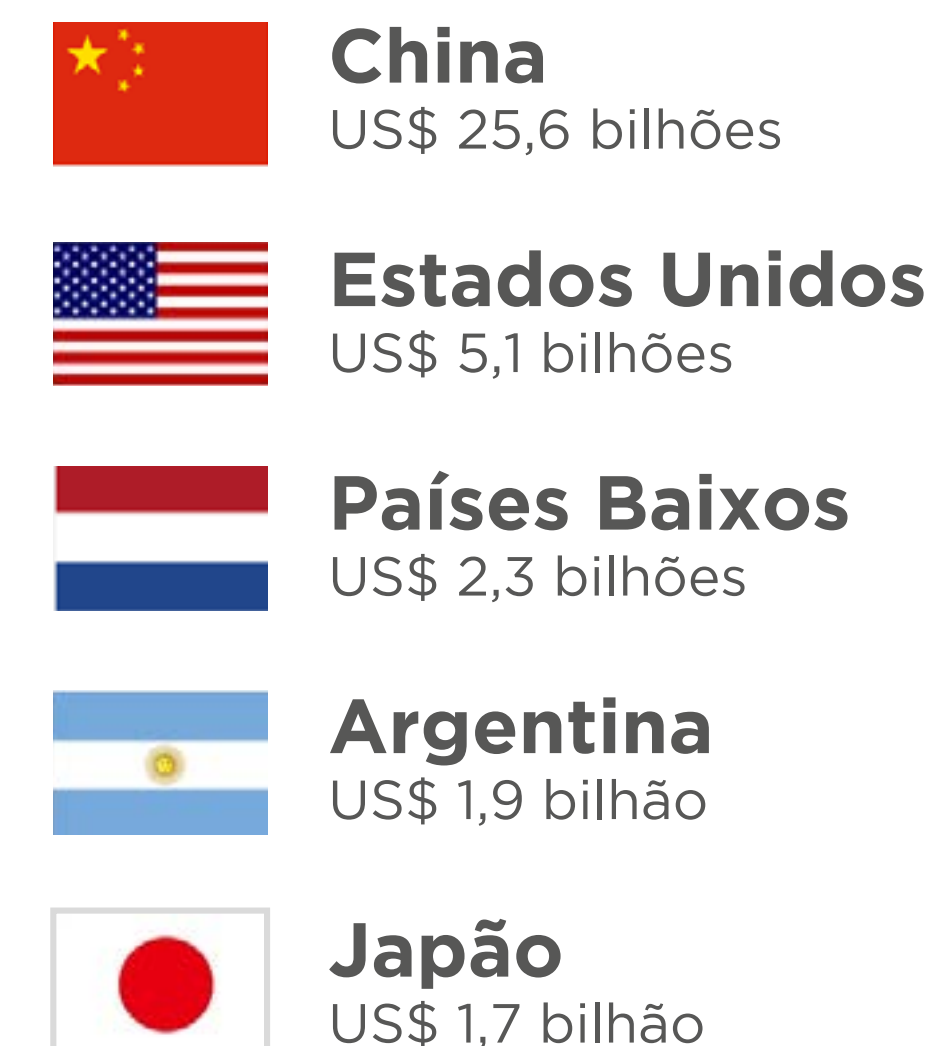 China
US$ 25,6 bilhões
Estados Unidos
US$ 5,1 bilhões
Países Baixos
US$ 2,3 bilhões
Argentina
US$ 1,9 bilhão
Japão
US$ 1,7 bilhão